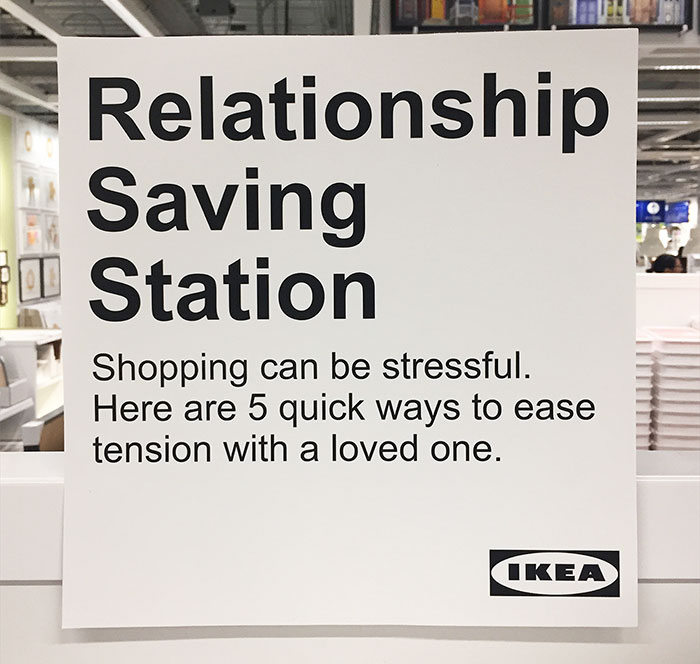 Relationship
Saving
Station
Shopping can be stressful.
Here are 5 quick ways to ease
tension with a loved one.
IKEA